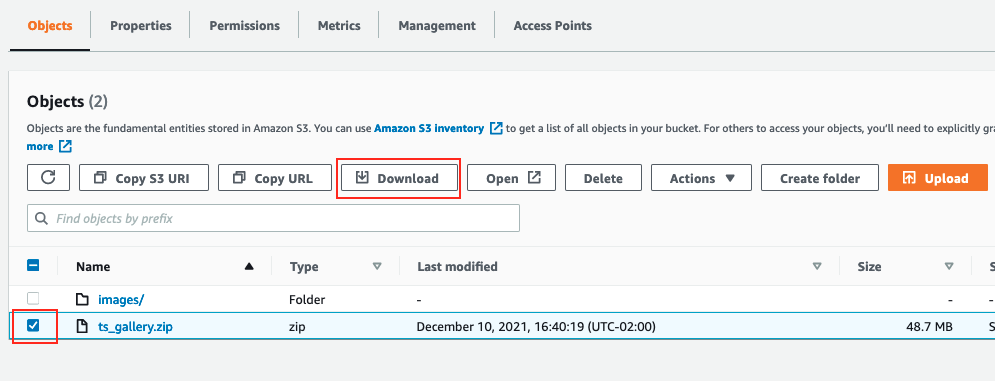 Objects Properties Permissions Metrics Management Access Points
Objects (2)
Objects are the fundamental entities stored in Amazon S3. You can use Amazon S3 inventory to get a list of all objects in your bucket. For others to access your objects, you'll need to explicitly
more
Copy S3 URI Copy URL Download Open Delete Actions Create folder Upload
Find objects by prefix
Name Type Last modified Size
images/ Folder - - -
ts_gallery.zip zip December 10, 2021, 16:40:19 (UTC-02:00) 48.7 MB